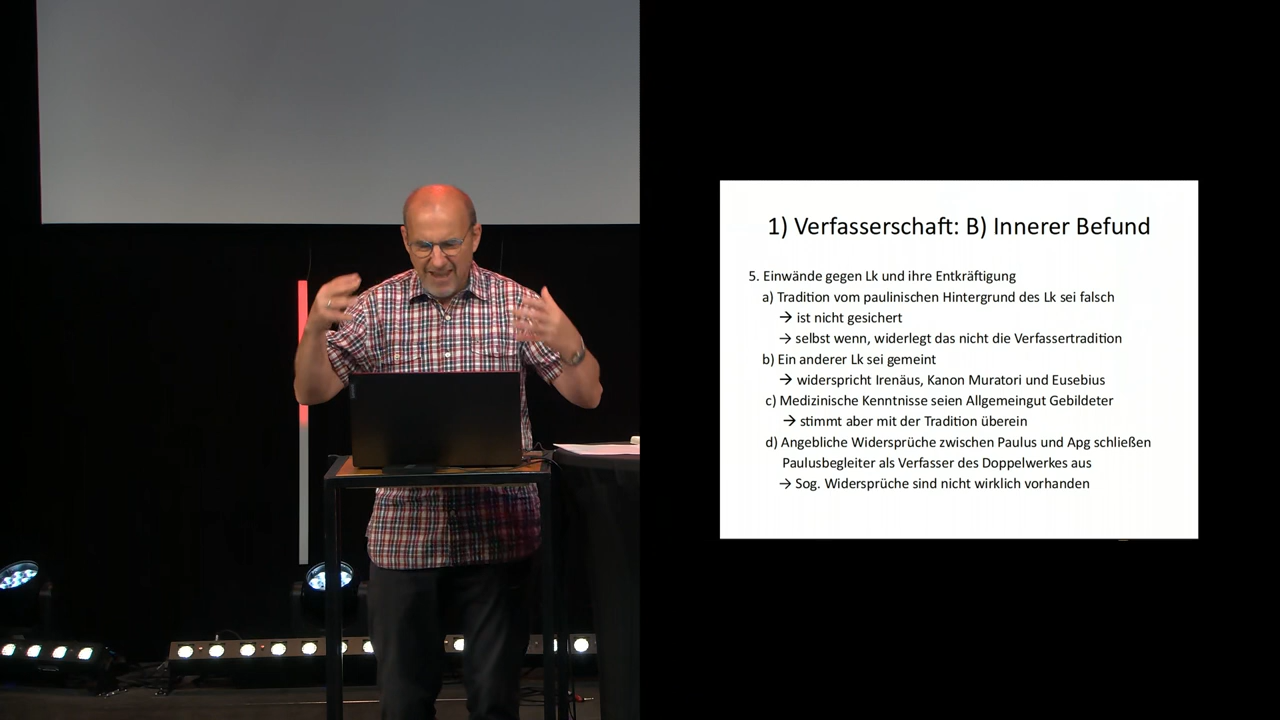 1) Verfasserschaft: B) Innerer Befund
5. Einwände gegen Lk und ihre Entkräftigung
a) Tradition vom paulinischen Hintergrund des Lk sei falsch
→ ist nicht gesichert
→ selbst wenn, widerlegt das nicht die Verfassertradition
b) Ein anderer Lk sei gemeint
→ widerspricht Irenäus, Kanon Muratori und Eusebius
c) Medizinische Kenntnisse seien Allgemeingut Gebildeter
→ stimmt aber mit der Tradition überein
d) Angebliche Widersprüche zwischen Paulus und Apg schließen
Paulusbegleiter als Verfasser des Doppelwerkes aus
→ Sog. Widersprüche sind nicht wirklich vorhanden